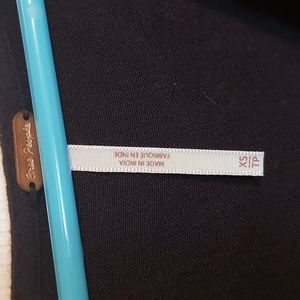 Free People
MADE IN INDIA
FABRIQUÉ EN INDE
XS
TP